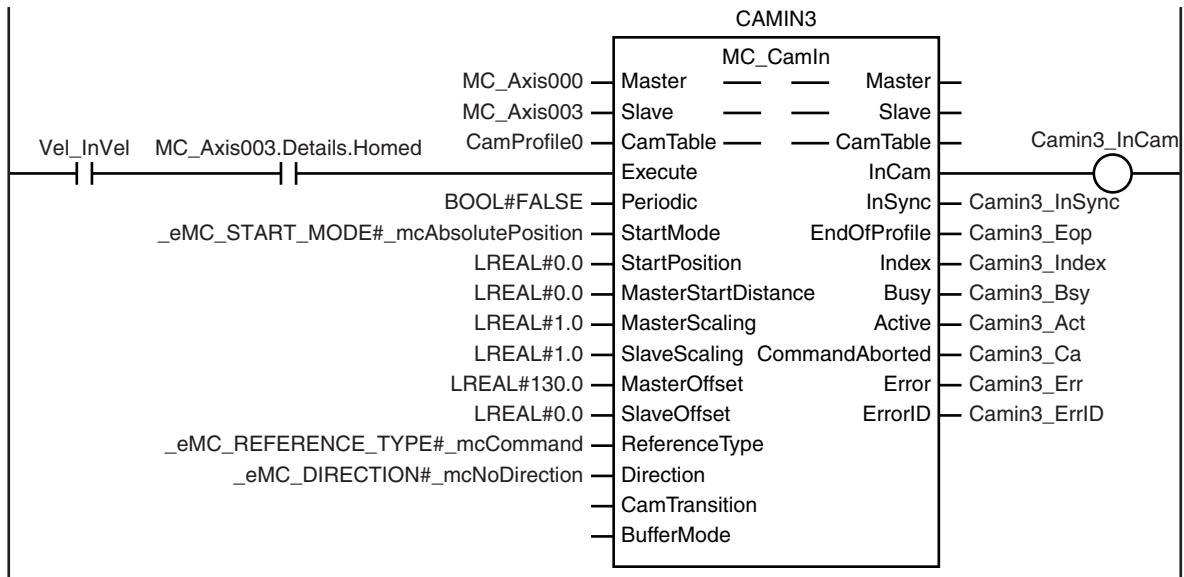 CAMIN3
MC_CamIn
MC_Axis000 Master Master
MC_Axis003 Slave Slave
CamProfile0 CamTable CamTable
Vel_InVel MC_Axis003.Details.Homed Execute InCam Camin3_InCam
BOOL#FALSE Periodic InSync Camin3_InSync
_eMC_START_MODE#_mcAbsolutePosition StartMode EndOfProfile Camin3_Eop
LREAL#0.0 StartPosition Index Camin3_Index
LREAL#0.0 MasterStartDistance Busy Camin3_Bsy
LREAL#1.0 MasterScaling Active Camin3_Act
LREAL#1.0 SlaveScaling CommandAborted Camin3_Ca
LREAL#130.0 MasterOffset Error Camin3_Err
LREAL#0.0 SlaveOffset ErrorID Camin3_ErrID
_eMC_REFERENCE_TYPE#_mcCommand ReferenceType
_eMC_DIRECTION#_mcNoDirection Direction
CamTransition
BufferMode